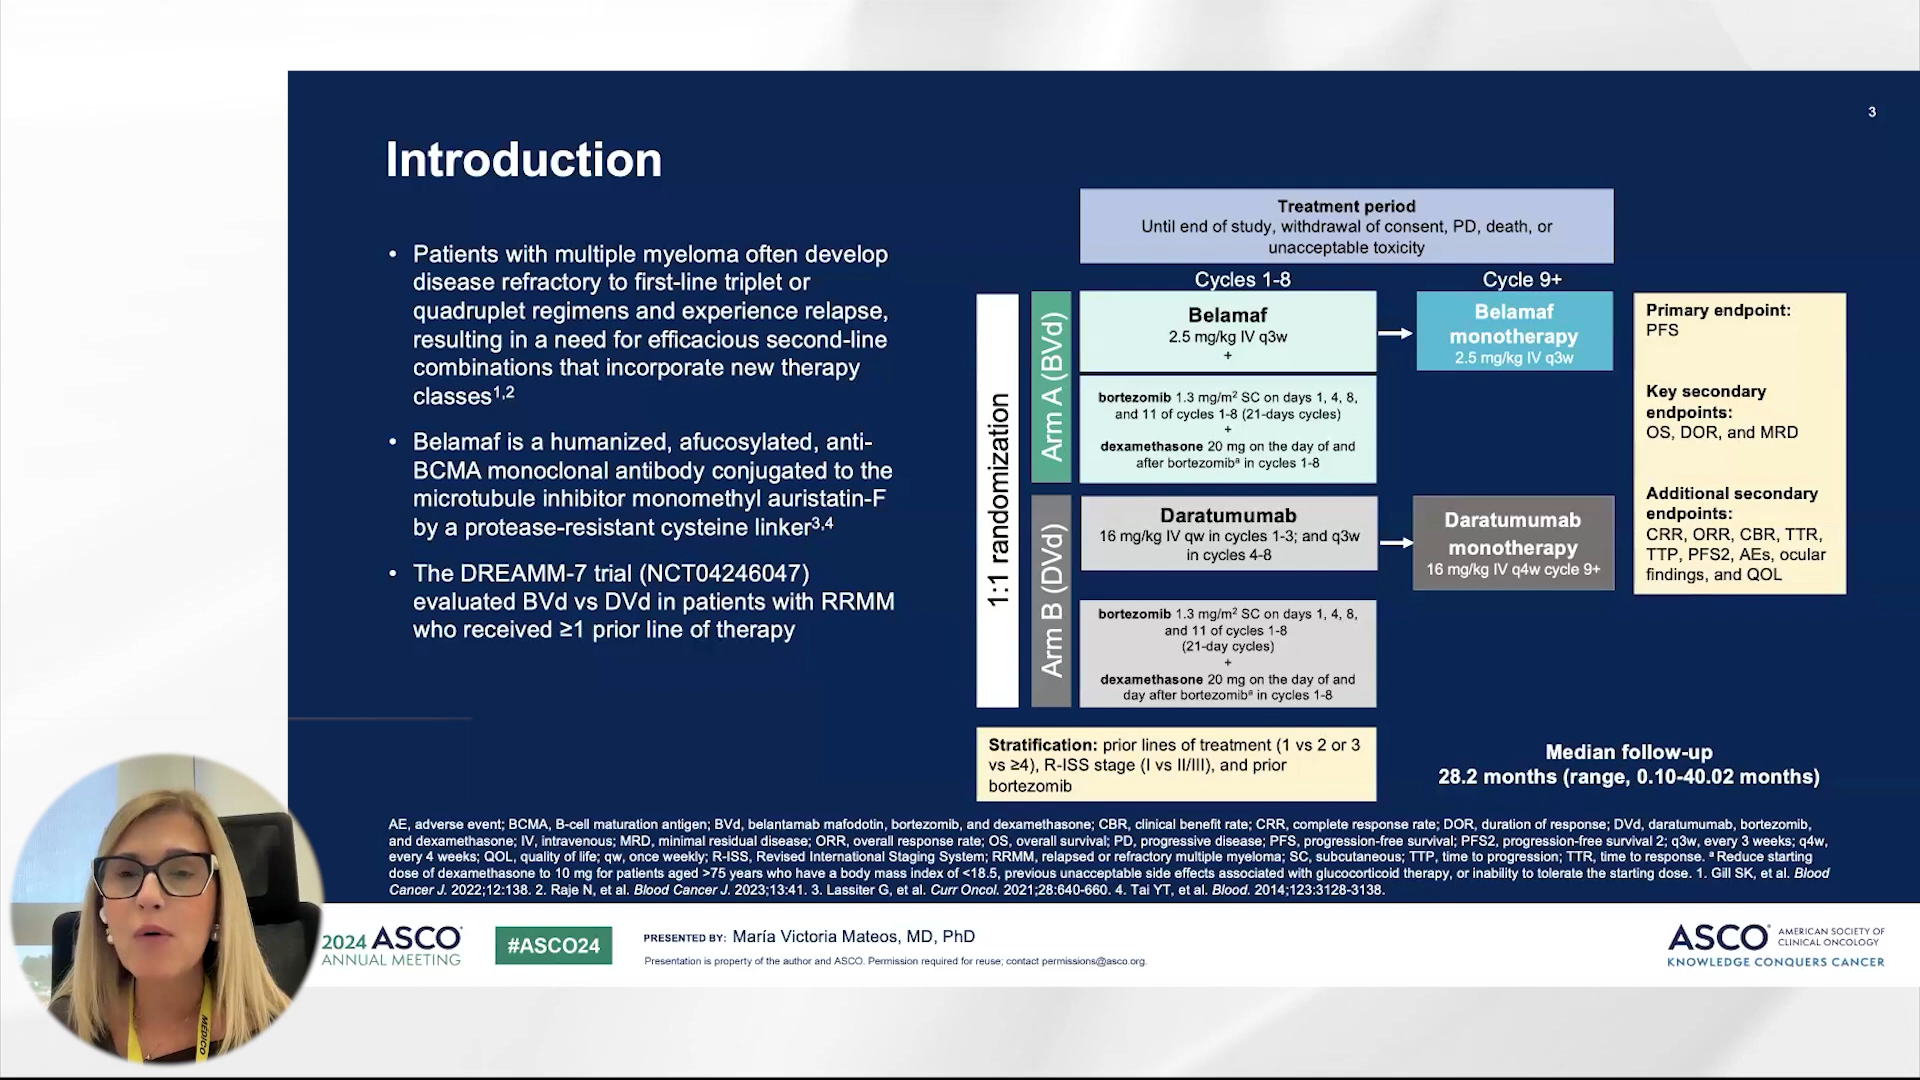 3
Introduction
• Patients with multiple myeloma often develop
disease refractory to first-line triplet or
quadruplet regimens and experience relapse,
resulting in a need for efficacious second-line
combinations that incorporate new therapy
classes1,2
• Belamaf is a humanized, afucosylated, anti-
BCMA monoclonal antibody conjugated to the
microtubule inhibitor monomethyl auristatin-F
by a protease-resistant cysteine linker3,4
• The DREAMM-7 trial (NCT04246047)
evaluated BVd vs DVd in patients with RRMM
who received ≥1 prior line of therapy
Treatment period
Until end of study, withdrawal of consent, PD, death, or
unacceptable toxicity
Cycles 1-8
Cycle 9+
1:1 randomization
Arm A (BVd)
Belamaf
2.5 mg/kg IV q3w
+
bortezomib 1.3 mg/m2 SC on days 1, 4, 8,
and 11 of cycles 1-8 (21-days cycles)
+
dexamethasone 20 mg on the day of and
after bortezomiba in cycles 1-8
Belamaf
monotherapy
2.5 mg/kg IV q3w
Arm B (DVd)
Daratumumab
16 mg/kg IV qw in cycles 1-3; and q3w
in cycles 4-8
bortezomib 1.3 mg/m2 SC on days 1, 4, 8,
and 11 of cycles 1-8
(21-day cycles)
+
dexamethasone 20 mg on the day of and
day after bortezomiba in cycles 1-8
Daratumumab
monotherapy
16 mg/kg IV q4w cycle 9+
Primary endpoint:
PFS
Key secondary
endpoints:
OS, DOR, and MRD
Additional secondary
endpoints:
CRR, ORR, CBR, TTR,
TTP, PFS2, AEs, ocular
findings, and QOL
Stratification: prior lines of treatment (1 vs 2 or 3
vs ≥4), R-ISS stage (I vs II/III), and prior
bortezomib
Median follow-up
28.2 months (range, 0.10-40.02 months)
AE, adverse event; BCMA, B-cell maturation antigen; BVd, belantamab mafodotin, bortezomib, and dexamethasone; CBR, clinical benefit rate; CRR, complete response rate; DOR, duration of response; DVd, daratumumab, bortezomib,
and dexamethasone; IV, intravenous; MRD, minimal residual disease; ORR, overall response rate; OS, overall survival; PD, progressive disease; PFS, progression-free survival; PFS2, progression-free survival 2; q3w, every 3 weeks; q4w,
every 4 weeks; QOL, quality of life; qw, once weekly; R-ISS, Revised International Staging System; RRMM, relapsed or refractory multiple myeloma; SC, subcutaneous; TTP, time to progression; TTR, time to response. a Reduce starting
dose of dexamethasone to 10 mg for patients aged >75 years who have a body mass index of <18.5, previous unacceptable side effects associated with glucocorticoid therapy, or inability to tolerate the starting dose. 1. Gill SK, et al. Blood
Cancer J. 2022;12:138. 2. Raje N, et al. Blood Cancer J. 2023;13:41. 3. Lassiter G, et al. Curr Oncol. 2021;28:640-660. 4. Tai YT, et al. Blood. 2014;123:3128-3138.
2024 ASCO
ANNUAL MEETING
#ASCO24
PRESENTED BY: María Victoria Mateos, MD, PhD
Presentation is property of the author and ASCO. Permission required for reuse; contact permissions@asco.org.
ASCO AMERICAN SOCIETY OF
CLINICAL ONCOLOGY
KNOWLEDGE CONQUERS CANCER
MÉDICO